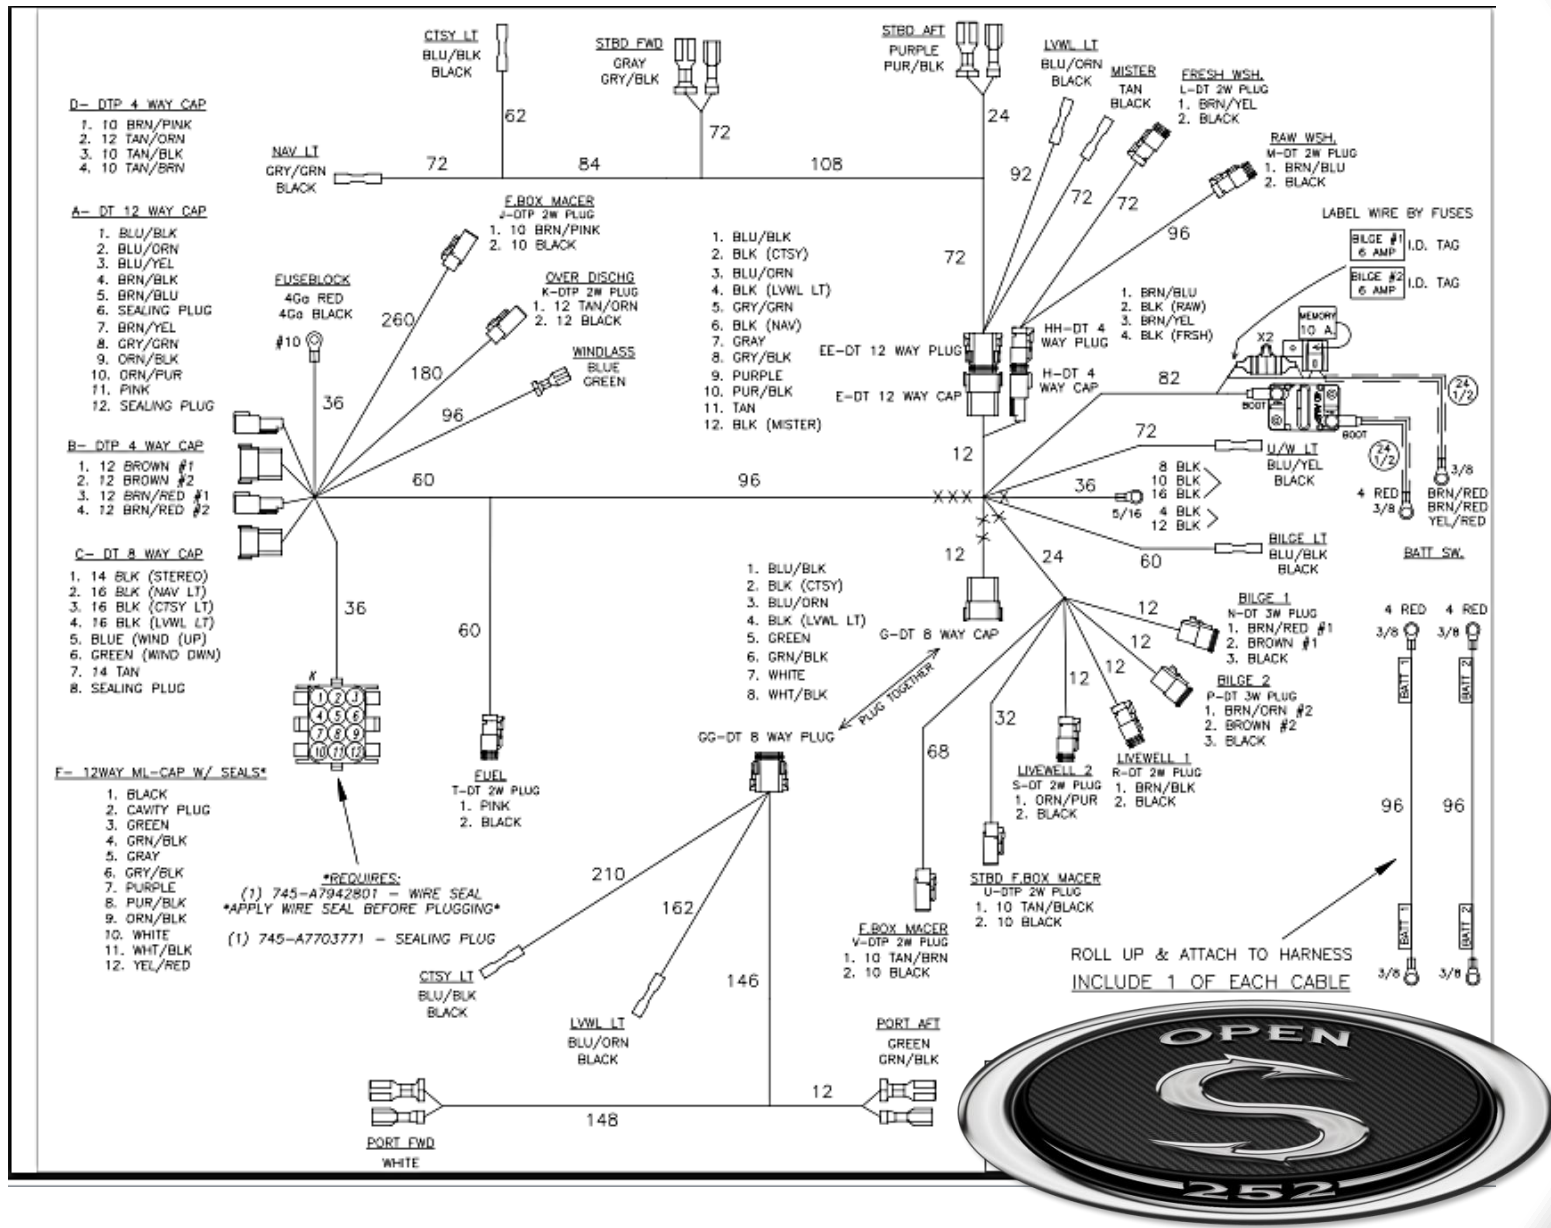 CTSY LT
BLU/BLK
BLACK
STBD FWD
GRAY
GRY/BLK
STBD AFT
PURPLE
PUR/BLK
LVWL LT
BLU/ORN
BLACK
MISTER
TAN
BLACK
FRESH WSH.
L-DT 2W PLUG
1. BRN/YEL
2. BLACK
RAW WSH.
M-DT 2W PLUG
1. BRN/BLU
2. BLACK
D- DTP 4 WAY CAP
1. 10 BRN/PINK
2. 12 TAN/ORN
3. 10 TAN/BLK
4. 10 TAN/BRN
NAV LT
GRY/GRN
BLACK
72
62
84
72
108
24
92
72
72
96
72
A- DT 12 WAY CAP
1. BLU/BLK
2. BLU/ORN
3. BLU/YEL
4. BRN/BLK
5. BRN/BLU
6. SEALING PLUG
7. BRN/YEL
8. GRY/GRN
9. ORN/BLK
10. ORN/PUR
11. PINK
12. SEALING PLUG
F.BOX MACER
J-DTP 2W PLUG
1. 10 BRN/PINK
2. 10 BLACK
FUSEBLOCK
4Ga RED
4Ga BLACK
#10
OVER DISCHG
K-DTP 2W PLUG
1. 12 TAN/ORN
2. 12 BLACK
WINDLASS
BLUE
GREEN
260
180
96
36
1. BLU/BLK
2. BLK (CTSY)
3. BLU/ORN
4. BLK (LVWL LT)
5. GRY/GRN
6. BLK (NAV)
7. GRAY
8. GRY/BLK
9. PURPLE
10. PUR/BLK
11. TAN
12. BLK (MISTER)
EE-DT 12 WAY PLUG
E-DT 12 WAY CAP
HH-DT 4
WAY PLUG
H-DT 4
WAY CAP
1. BRN/BLU
2. BLK (RAW)
3. BRN/YEL
4. BLK (FRSH)
LABEL WIRE BY FUSES
BILGE #1
6 AMP
I.D. TAG
BILGE #2
6 AMP
I.D. TAG
MEMORY
10 A.
X2
82
BOOT
BOOT
24
1/2
24
1/2
3/8
BRN/RED
BRN/RED
YEL/RED
4 RED
3/8
B- DTP 4 WAY CAP
1. 12 BROWN #1
2. 12 BROWN #2
3. 12 BRN/RED #1
4. 12 BRN/RED #2
60
96
12
72
U/W LT
BLU/YEL
BLACK
36
5/16
8 BLK
10 BLK
16 BLK
4 BLK
12 BLK
BILGE LT
BLU/BLK
BLACK
60
BATT SW.
C- DT 8 WAY CAP
1. 14 BLK (STEREO)
2. 16 BLK (NAV LT)
3. 16 BLK (CTSY LT)
4. 16 BLK (LVWL LT)
5. BLUE (WIND (UP)
6. GREEN (WIND DWN)
7. 14 TAN
8. SEALING PLUG
36
60
12
24
1. BLU/BLK
2. BLK (CTSY)
3. BLU/ORN
4. BLK (LVWL LT)
5. GREEN
6. GRN/BLK
7. WHITE
8. WHT/BLK
G-DT 8 WAY CAP
PLUG TOGETHER
GG-DT 8 WAY PLUG
12
12
12
12
BILGE 1
N-DT 3W PLUG
1. BRN/RED #1
2. BROWN #1
3. BLACK
BILGE 2
P-DT 3W PLUG
1. BRN/ORN #2
2. BROWN #2
3. BLACK
4 RED
4 RED
3/8
3/8
BATT 1
BATT 2
K
1 2 3
4 5 6
7 8 9
10 11 12
F- 12WAY ML-CAP W/ SEALS*
1. BLACK
2. CAVITY PLUG
3. GREEN
4. GRN/BLK
5. GRAY
6. GRY/BLK
7. PURPLE
8. PUR/BLK
9. ORN/BLK
10. WHITE
11. WHT/BLK
12. YEL/RED
FUEL
T-DT 2W PLUG
1. PINK
2. BLACK
68
32
LIVEWELL 2
S-DT 2W PLUG
1. ORN/PUR
2. BLACK
LIVEWELL 1
R-DT 2W PLUG
1. BRN/BLK
2. BLACK
96
96
*REQUIRES:
(1) 745-A7942801 - WIRE SEAL
*APPLY WIRE SEAL BEFORE PLUGGING*
(1) 745-A7703771 - SEALING PLUG
210
162
146
STBD F.BOX MACER
U-DTP 2W PLUG
1. 10 TAN/BLACK
2. 10 BLACK
F.BOX MACER
V-DTP 2W PLUG
1. 10 TAN/BRN
2. 10 BLACK
BATT 1
BATT 2
3/8
3/8
ROLL UP & ATTACH TO HARNESS
INCLUDE 1 OF EACH CABLE
CTSY LT
BLU/BLK
BLACK
LVWL LT
BLU/ORN
BLACK
PORT AFT
GREEN
GRN/BLK
12
148
PORT FWD
WHITE
OPEN
S
252